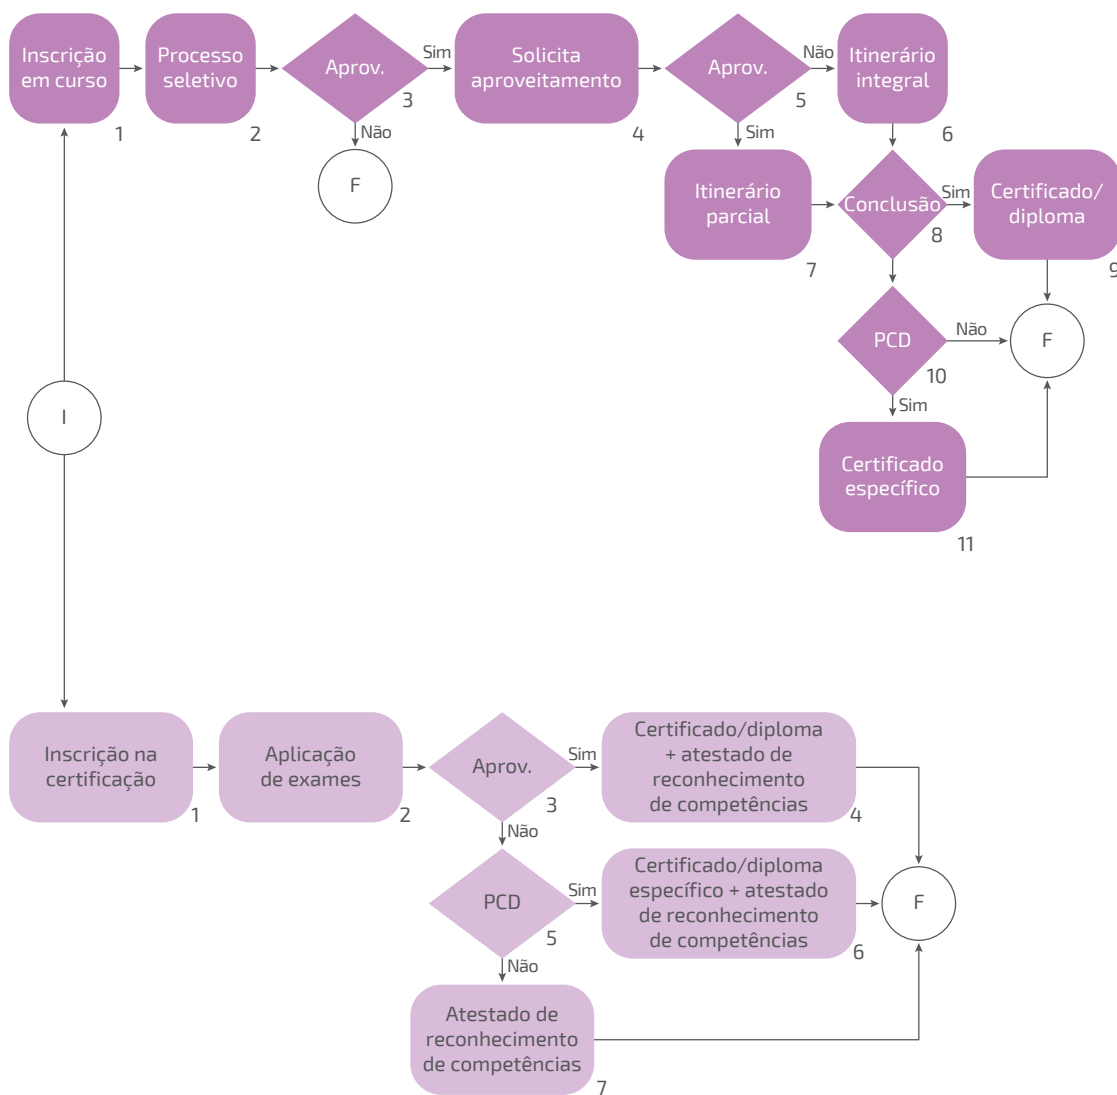 Inscrição
em curso
1
Processo
seletivo
2
Aprov.
3
Sim
Não
F
Solicita
aproveitamento
4
Aprov.
5
Não
Sim
Itinerário
integral
6
Itinerário
parcial
7
Conclusão
8
Sim
Certificado/
diploma
9
PCD
10
Não
Sim
F
Certificado
específico
11
I
Inscrição na
certificação
1
Aplicação
de exames
2
Aprov.
3
Sim
Não
Certificado/diploma
+ atestado de
reconhecimento
de competências
4
PCD
5
Sim
Não
Certificado/diploma
específico + atestado
de reconhecimento
de competências
6
F
Atestado de
reconhecimento
de competências
7